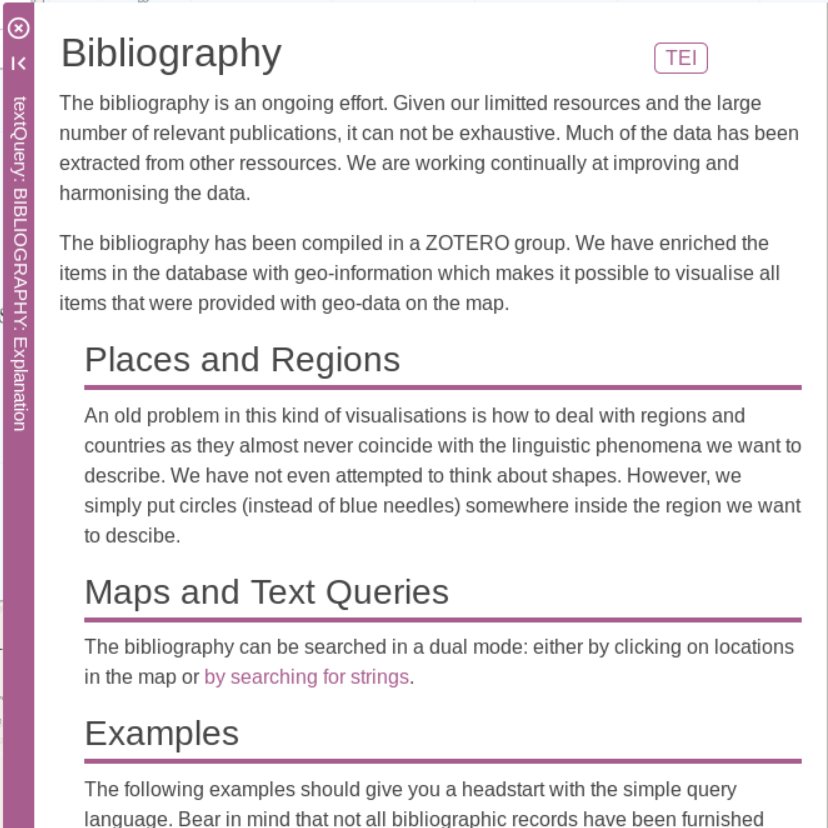 Bibliography
TEI
The bibliography is an ongoing effort. Given our limitted resources and the large
number of relevant publications, it can not be exhaustive. Much of the data has been
extracted from other ressources. We are working continually at improving and
harmonising the data.
The bibliography has been compiled in a ZOTERO group. We have enriched the
items in the database with geo-information which makes it possible to visualise all
items that were provided with geo-data on the map.
Places and Regions
An old problem in this kind of visualisations is how to deal with regions and
countries as they almost never coincide with the linguistic phenomena we want to
describe. We have not even attempted to think about shapes. However, we
simply put circles (instead of blue needles) somewhere inside the region we want
to descibe.
Maps and Text Queries
The bibliography can be searched in a dual mode: either by clicking on locations
in the map or by searching for strings.
Examples
The following examples should give you a headstart with the simple query
language. Bear in mind that not all bibliographic records have been furnished
textQuery: BIBLIOGRAPHY: Explanation